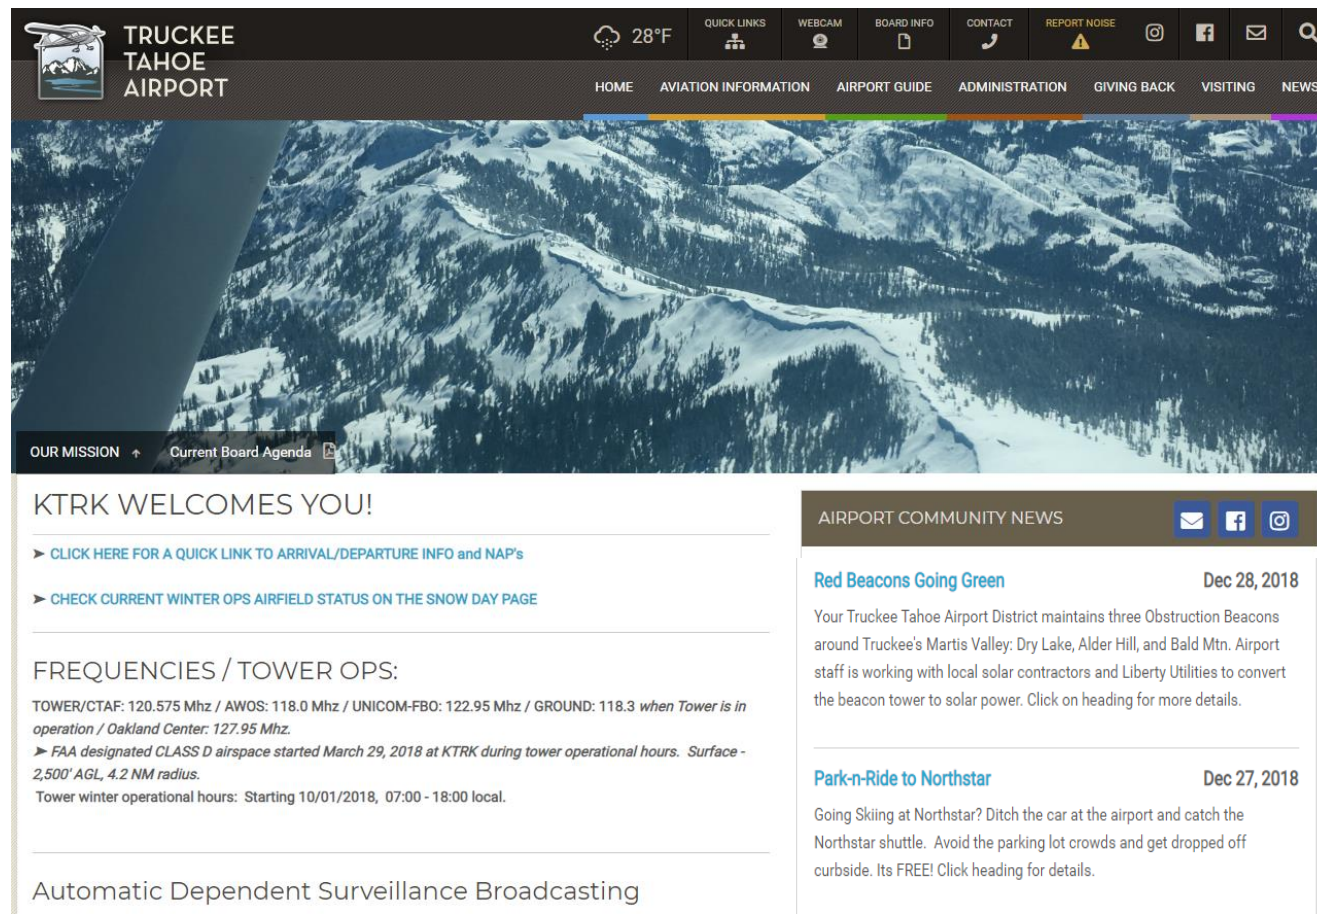 TRUCKEE
TAHOE
AIRPORT
28°F
QUICK LINKS
WEBCAM
BOARD INFO
CONTACT
REPORT NOISE
HOME
AVIATION INFORMATION
AIRPORT GUIDE
ADMINISTRATION
GIVING BACK
VISITING
NEWS
OUR MISSION
Current Board Agenda
KTRK WELCOMES YOU!
➤ CLICK HERE FOR A QUICK LINK TO ARRIVAL/DEPARTURE INFO and NAP's
➤ CHECK CURRENT WINTER OPS AIRFIELD STATUS ON THE SNOW DAY PAGE
FREQUENCIES / TOWER OPS:
TOWER/CTAF: 120.575 Mhz / AWOS: 118.0 Mhz / UNICOM-FBO: 122.95 Mhz / GROUND: 118.3 when Tower is in
operation / Oakland Center: 127.95 Mhz.
➤ FAA designated CLASS D airspace started March 29, 2018 at KTRK during tower operational hours. Surface -
2,500' AGL, 4.2 NM radius.
Tower winter operational hours: Starting 10/01/2018, 07:00 - 18:00 local.
Automatic Dependent Surveillance Broadcasting
AIRPORT COMMUNITY NEWS
Red Beacons Going Green
Dec 28, 2018
Your Truckee Tahoe Airport District maintains three Obstruction Beacons
around Truckee's Martis Valley: Dry Lake, Alder Hill, and Bald Mtn. Airport
staff is working with local solar contractors and Liberty Utilities to convert
the beacon tower to solar power. Click on heading for more details.
Park-n-Ride to Northstar
Dec 27, 2018
Going Skiing at Northstar? Ditch the car at the airport and catch the
Northstar shuttle. Avoid the parking lot crowds and get dropped off
curbside. Its FREE! Click heading for details.